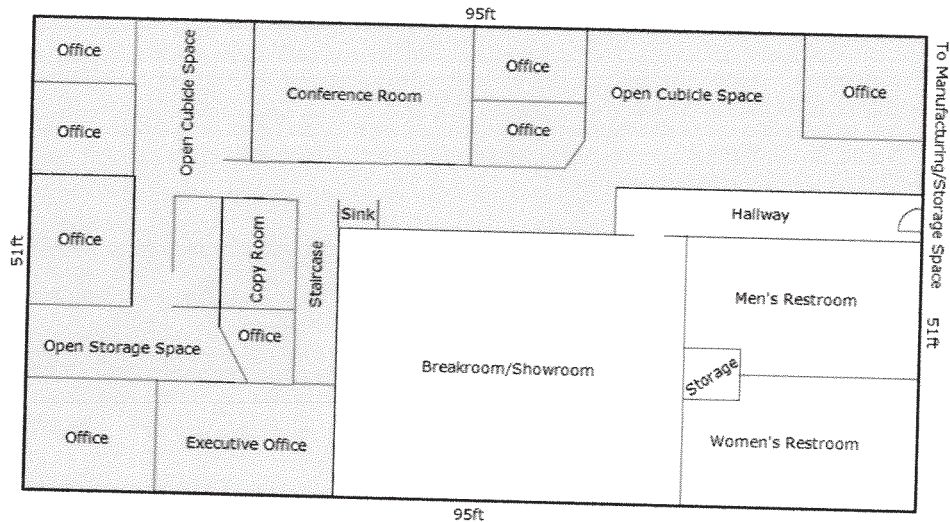 95ft
Office
Open Cubicle Space
Conference Room
Office
Open Cubicle Space
Office
To Manufacturing/Storage Space
Office
Office
Office
Copy Room
Staircase
Sink
Hallway
51ft
Men's Restroom
51ft
Office
Open Storage Space
Breakroom/Showroom
Storage
Office
Executive Office
Women's Restroom
95ft